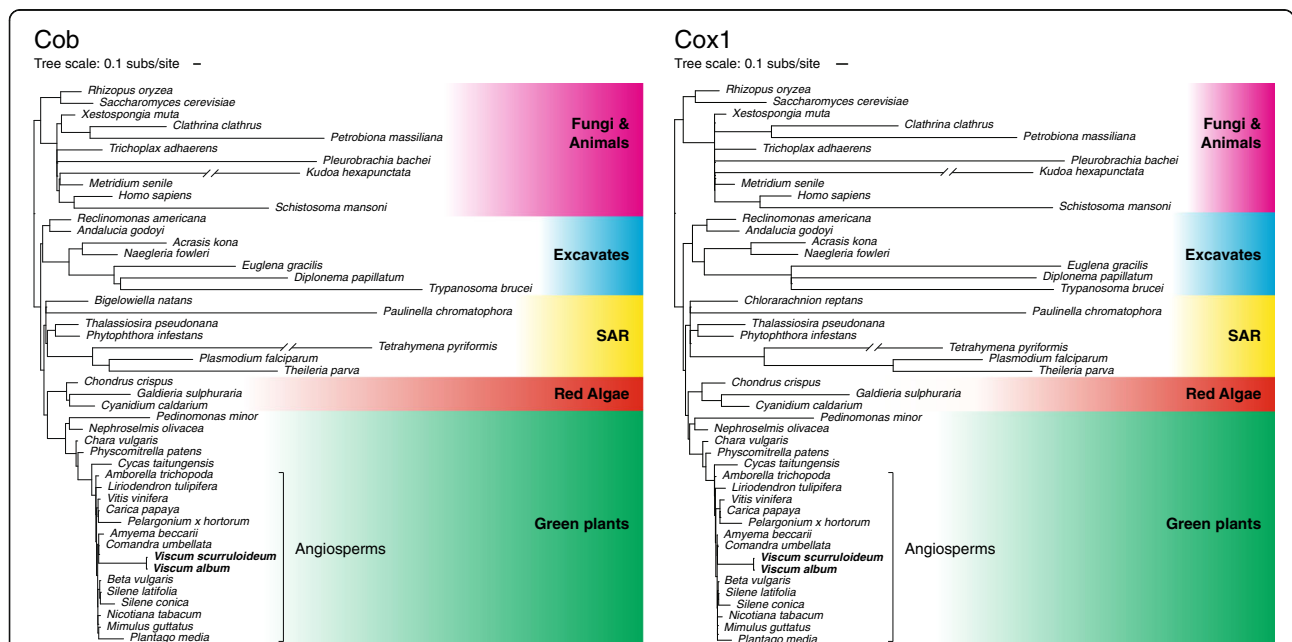 Cob
Tree scale: 0.1 subs/site
Rhizopus oryzea
Saccharomyces cerevisiae
Xestospongia muta
Clathrina clathrus
Petrobiona massiliana
Trichoplax adhaerens
Pleurobrachia bachei
Kudoa hexapunctata
Metridium senile
Homo sapiens
Schistosoma mansoni
Fungi &
Animals
Reclinomonas americana
Andalucia godoyi
Acrasis kona
Naegleria fowleri
Euglena gracilis
Diplonema papillatum
Trypanosoma brucei
Excavates
Bigelowiella natans
Paulinella chromatophora
Thalassiosira pseudonana
Phytophthora infestans
Tetrahymena pyriformis
Plasmodium falciparum
Theileria parva
SAR
Chondrus crispus
Galdieria sulphuraria
Cyanidium caldarium
Red Algae
Pedinomonas minor
Nephroselmis olivacea
Chara vulgaris
Physcomitrella patens
Cycas taitungensis
Amborella trichopoda
Liriodendron tulipifera
Vitis vinifera
Carica papaya
Pelargonium x hortorum
Amyema beccarii
Comandra umbellata
Viscum scurruloideum
Viscum album
Beta vulgaris
Silene latifolia
Silene conica
Nicotiana tabacum
Mimulus guttatus
Plantago media
Angiosperms
Green plants
Cox1
Tree scale: 0.1 subs/site
Rhizopus oryzea
Saccharomyces cerevisiae
Xestospongia muta
Clathrina clathrus
Petrobiona massiliana
Trichoplax adhaerens
Pleurobrachia bachei
Kudoa hexapunctata
Metridium senile
Homo sapiens
Schistosoma mansoni
Fungi &
Animals
Reclinomonas americana
Andalucia godoyi
Acrasis kona
Naegleria fowleri
Euglena gracilis
Diplonema papillatum
Trypanosoma brucei
Excavates
Chlorarachnion reptans
Paulinella chromatophora
Thalassiosira pseudonana
Phytophthora infestans
Tetrahymena pyriformis
Plasmodium falciparum
Theileria parva
SAR
Chondrus crispus
Galdieria sulphuraria
Cyanidium caldarium
Red Algae
Pedinomonas minor
Nephroselmis olivacea
Chara vulgaris
Physcomitrella patens
Cycas taitungensis
Amborella trichopoda
Liriodendron tulipifera
Vitis vinifera
Carica papaya
Pelargonium x hortorum
Amyema beccarii
Comandra umbellata
Viscum scurruloideum
Viscum album
Beta vulgaris
Silene latifolia
Silene conica
Nicotiana tabacum
Mimulus guttatus
Plantago media
Angiosperms
Green plants